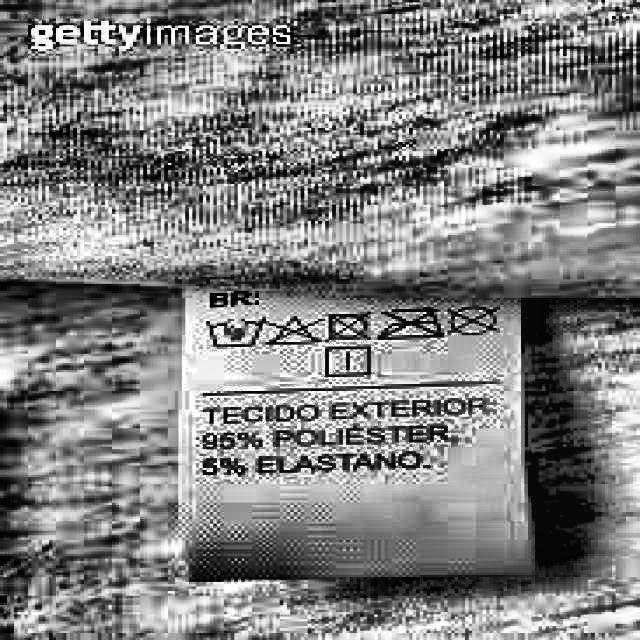 gettyimages
BR:
TECIDO EXTERIOR:
95% POLIÉSTER.
5% ELASTANO.